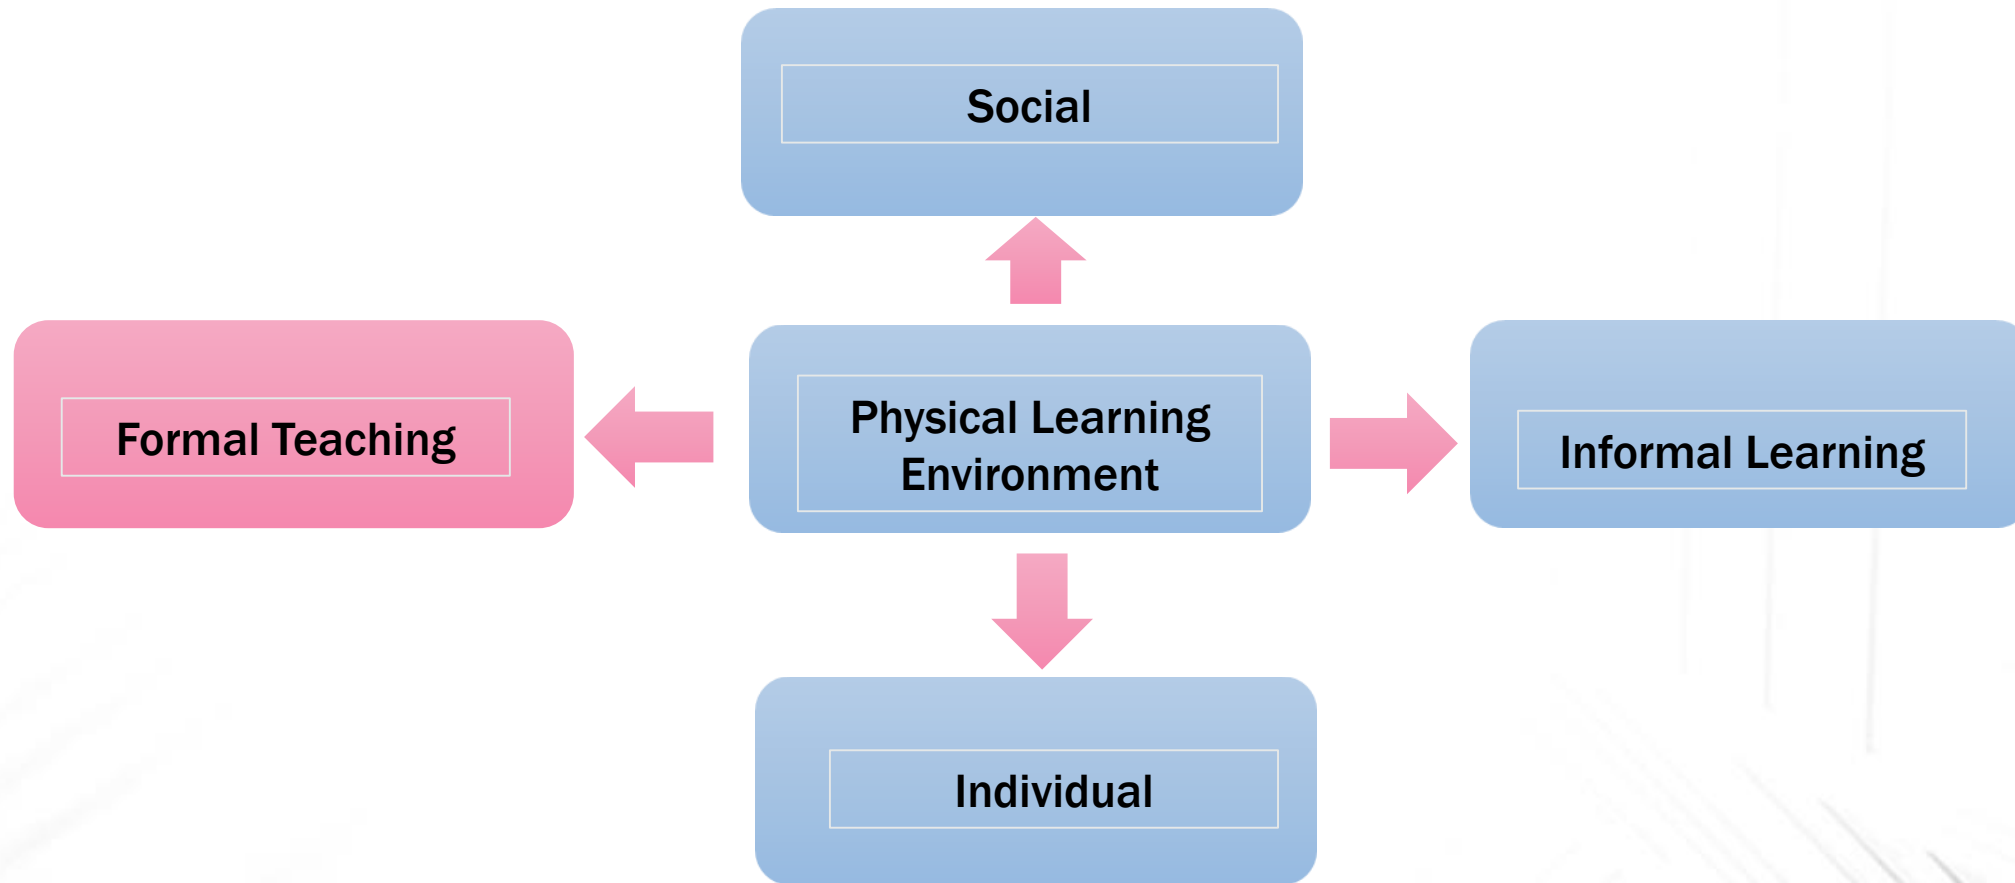 Social
Formal Teaching
Physical Learning
Environment
Informal Learning
Individual